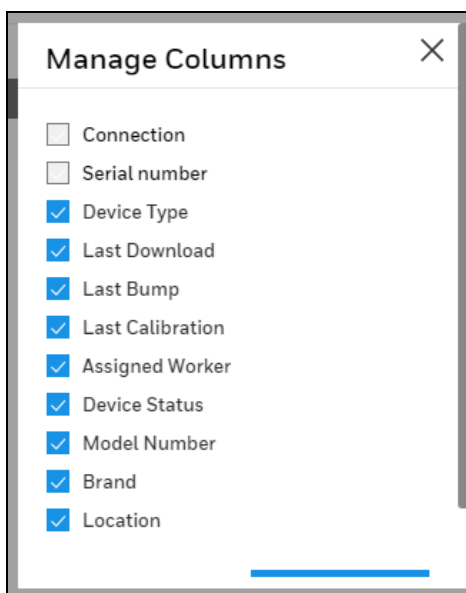 Manage Columns
Connection
Serial number
Device Type
Last Download
Last Bump
Last Calibration
Assigned Worker
Device Status
Model Number
Brand
Location